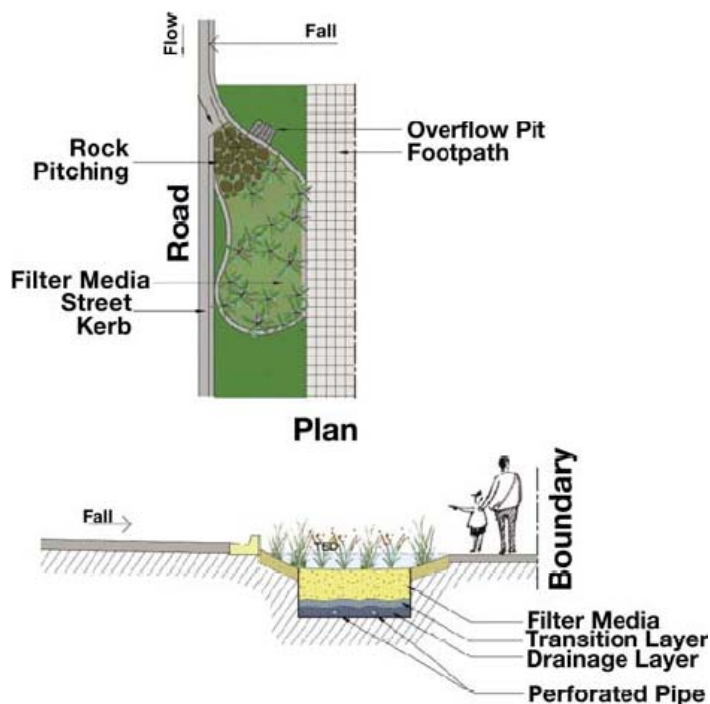 Flow
Fall
Rock
Pitching
Overflow Pit
Footpath
Road
Filter Media
Street
Kerb
Plan
Fall
TED
Boundary
Filter Media
Transition Layer
Drainage Layer
Perforated Pipe